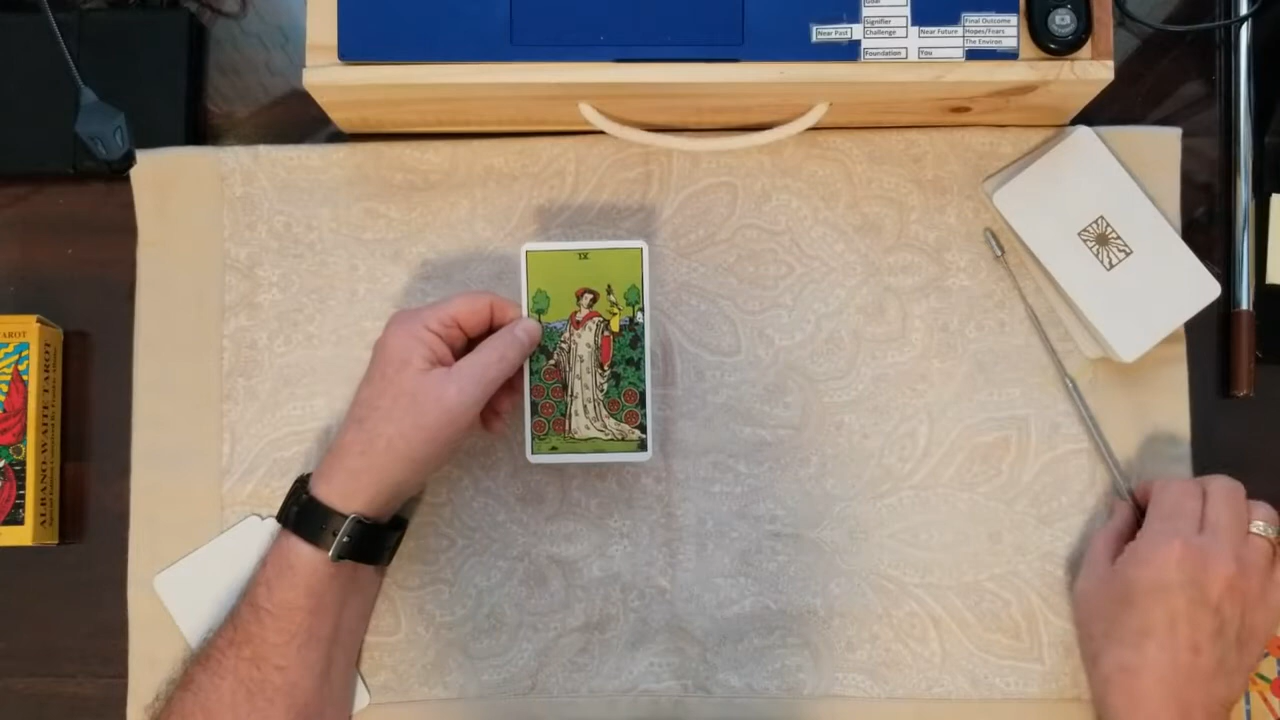 Goal
Signifier
Challenge
Near Past
Near Future
Final Outcome
Hopes/Fears
The Environ
Foundation
You
IX
TAROT
ALBANO-WAITE TAROT